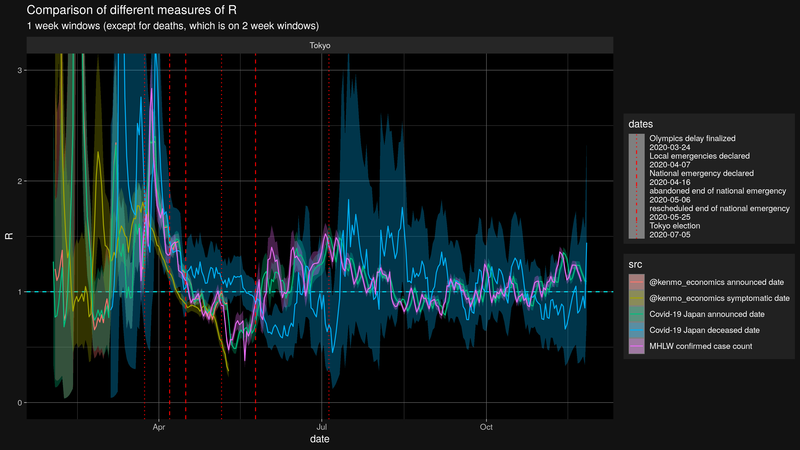 Comparison of different measures of R
1 week windows (except for deaths, which is on 2 week windows)
Tokyo
3
2
1
0
R
Apr
Jul
Oct
date
dates
Olympics delay finalized
2020-03-24
Local emergencies declared
2020-04-07
National emergency declared
2020-04-16
abandoned end of national emergency
2020-05-06
rescheduled end of national emergency
2020-05-25
Tokyo election
2020-07-05
src
@kenmo_economics announced date
@kenmo_economics symptomatic date
Covid-19 Japan announced date
Covid-19 Japan deceased date
MHLW confirmed case count